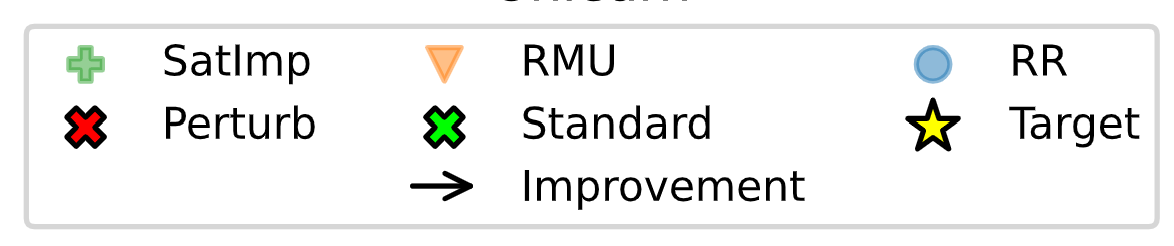 SatImp RMU RR
Perturb Standard Target
Improvement